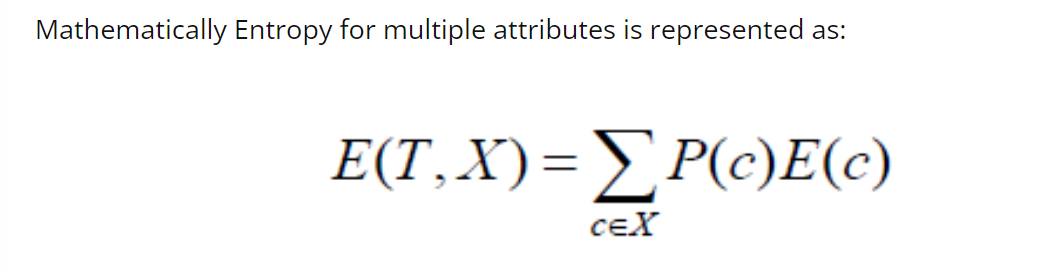 Mathematically Entropy for multiple attributes is represented as:
E(T, X) = ∑ P(c)E(c)
c∈X